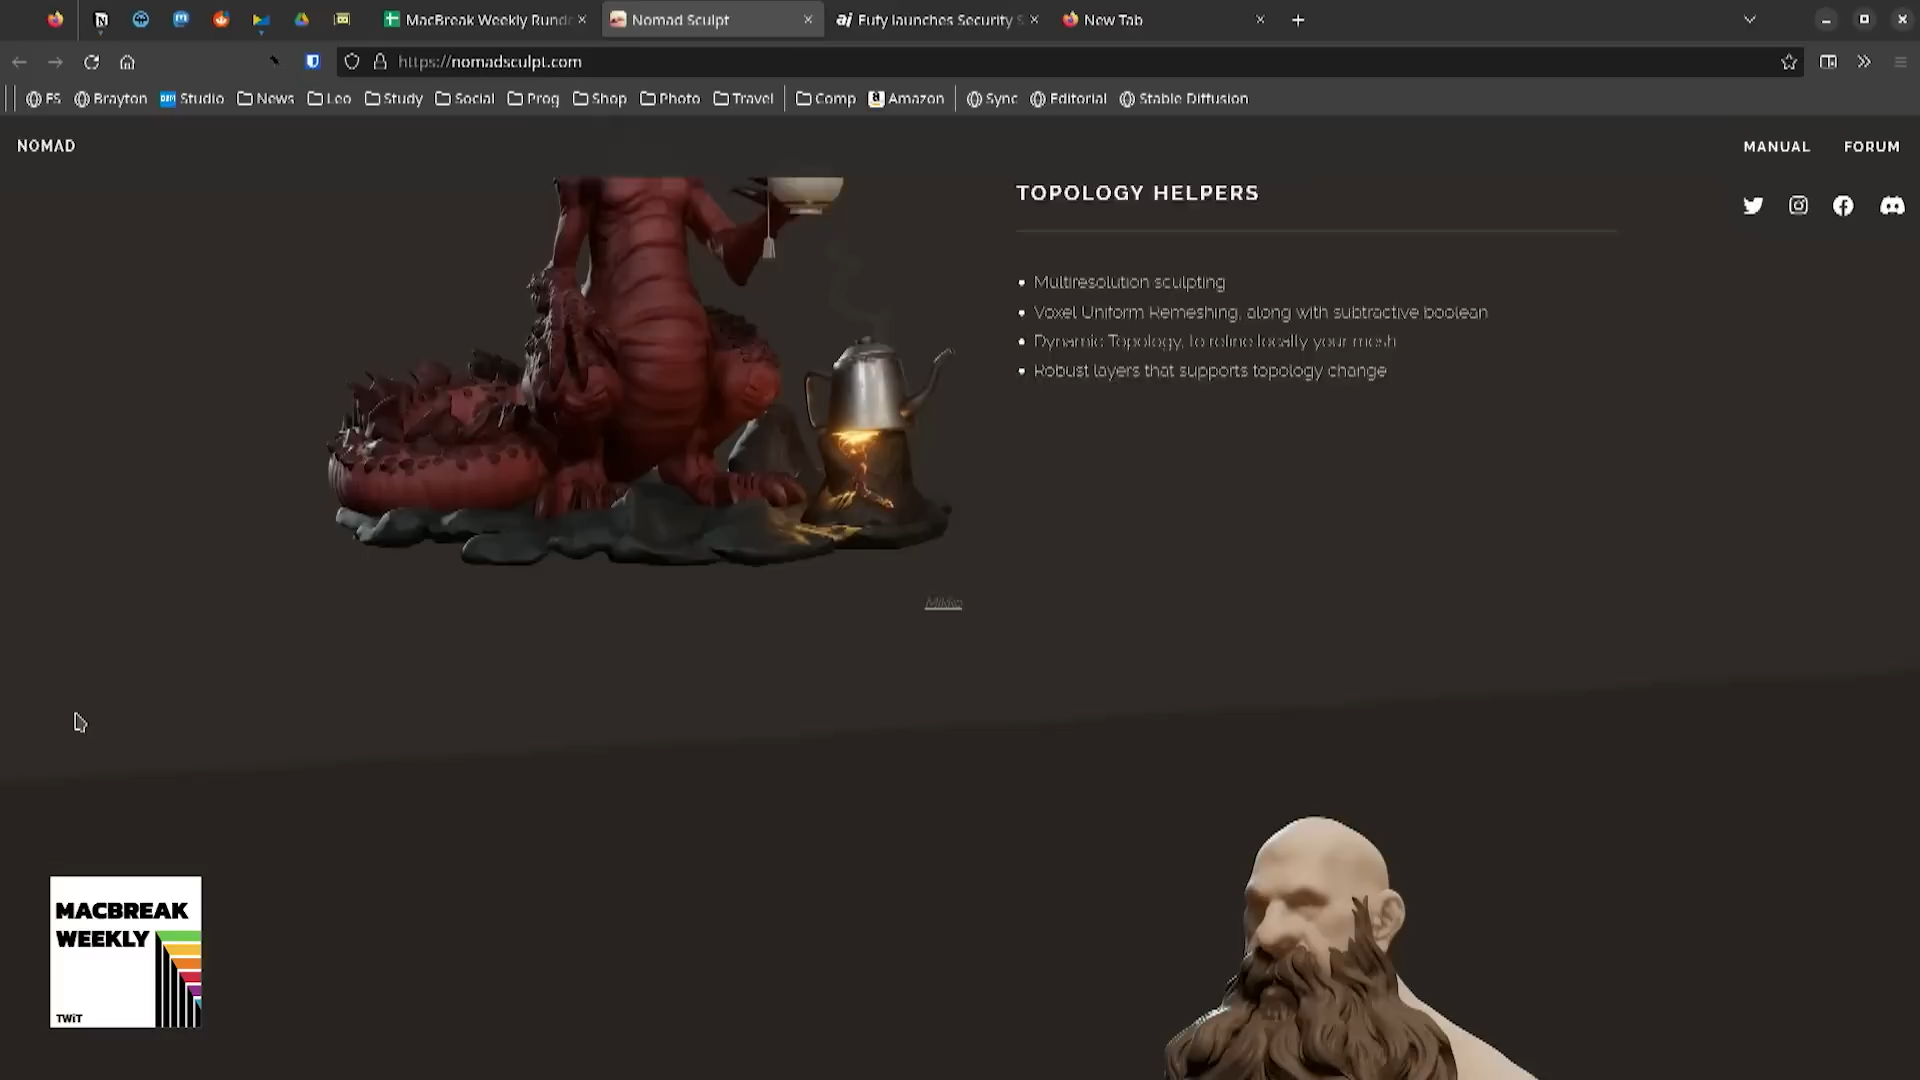 MacBreak Weekly Rundr
Nomad Sculpt
Eufy launches Security S
New Tab
https://nomadsculpt.com
FS
Brayton
Studio
News
Leo
Study
Social
Prog
Shop
Photo
Travel
Comp
Amazon
Sync
Editorial
Stable Diffusion
NOMAD
MANUAL
FORUM
TOPOLOGY HELPERS
Multiresolution sculpting
Voxel Uniform Remeshing, along with subtractive boolean
Dynamic Topology, to refine locally your mesh
Robust layers that supports topology change
MACBREAK
WEEKLY
TWiT